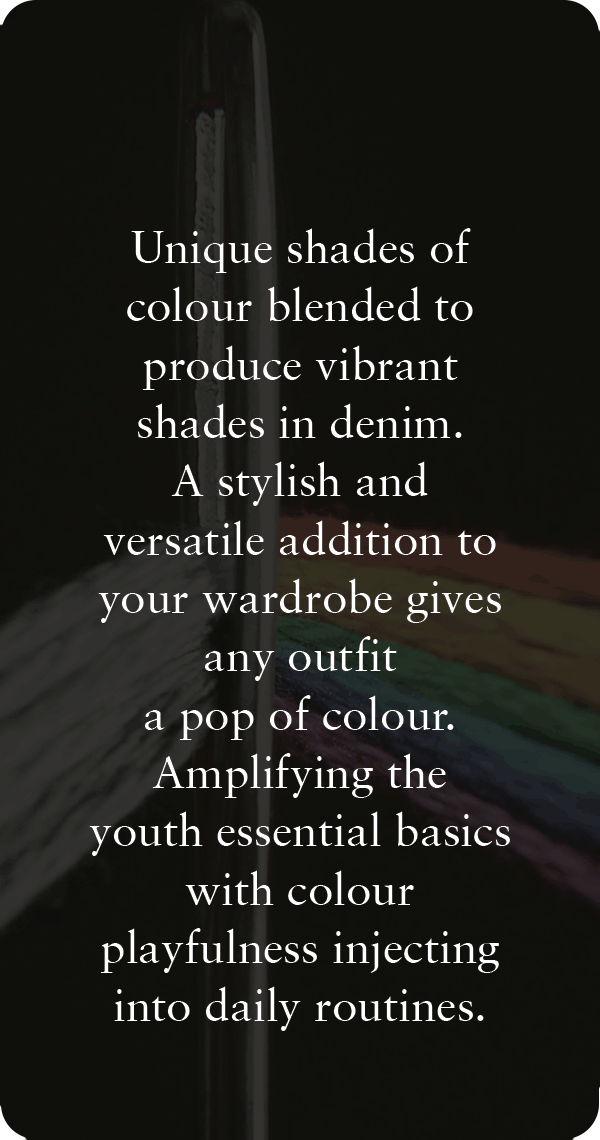 Unique shades of
colour blended to
produce vibrant
shades in denim.
A stylish and
versatile addition to
your wardrobe gives
any outfit
a pop of colour.
Amplifying the
youth essential basics
with colour
playfulness injecting
into daily routines.